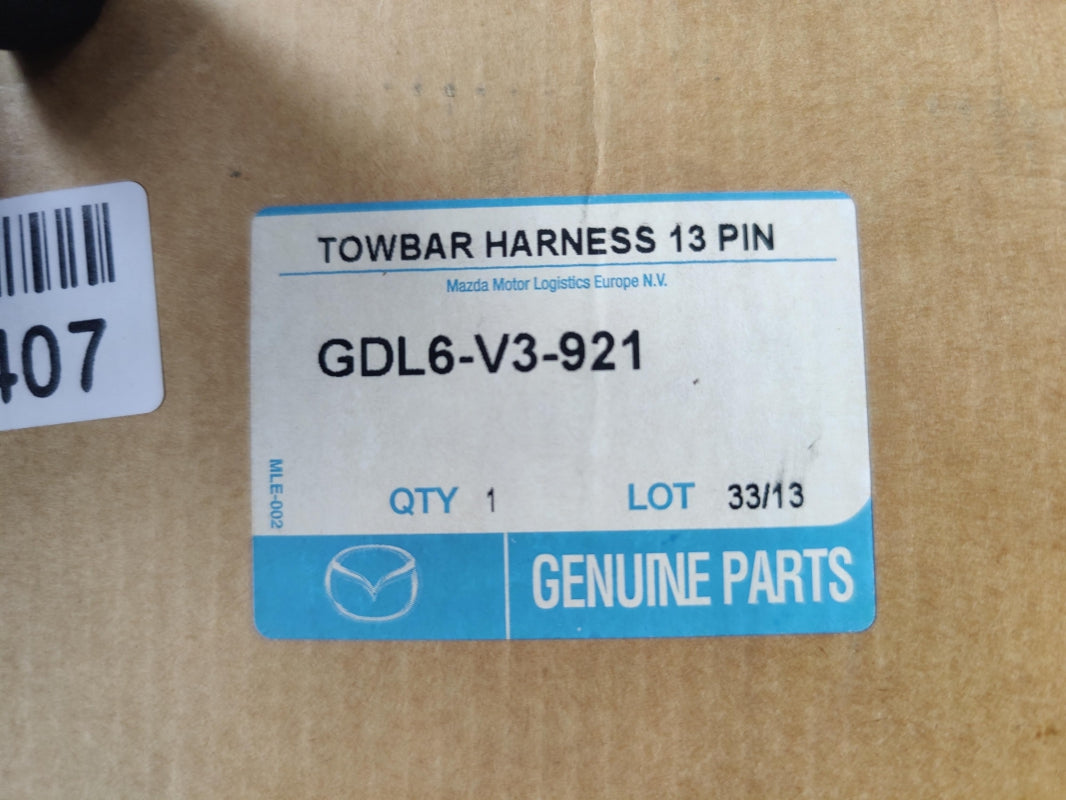 TOWBAR HARNESS 13 PIN
Mazda Motor Logistics Europe N.V.
GDL6-V3-921
MLE-002
QTY 1 LOT 33/13
GENUINE PARTS
407